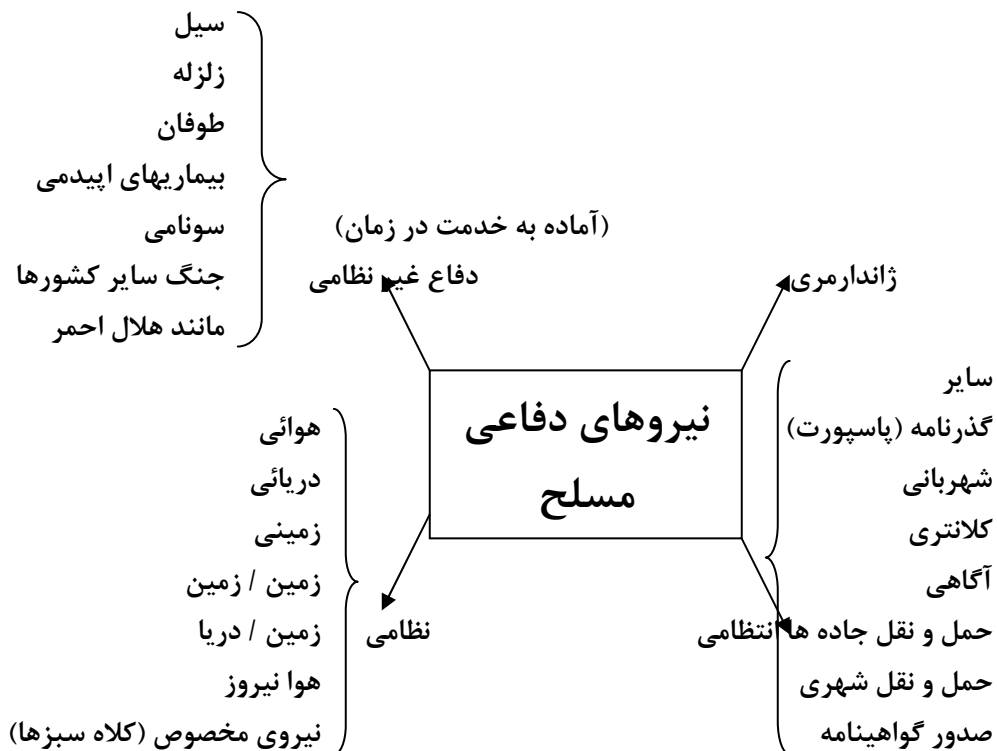 سیل
زلزله
طوفان
بیماریهای اپیدمی
سونامی
جنگ سایر کشورها
مانند هلال احمر
(آماده به خدمت در زمان)
دفاع غیر نظامی
ژاندارمری
نیروهای دفاعی
مسلح
سایر
گذرنامه (پاسپورت)
شهربانی
کلانتری
آگاهی
حمل و نقل جاده ها
حمل و نقل شهری
صدور گواهینامه
انتظامی
نظامی
هوائی
دریائی
زمینی
زمین / زمین
زمین / دریا
هوا نیروز
نیروی مخصوص (کلاه سبزها)